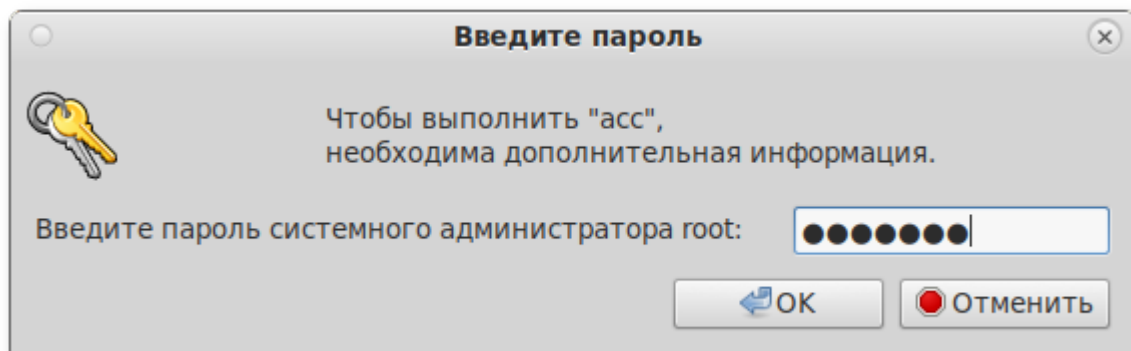 Введите пароль
Чтобы выполнить "acc",
необходима дополнительная информация.
Введите пароль системного администратора root: ●●●●●●●
OK
Отменить